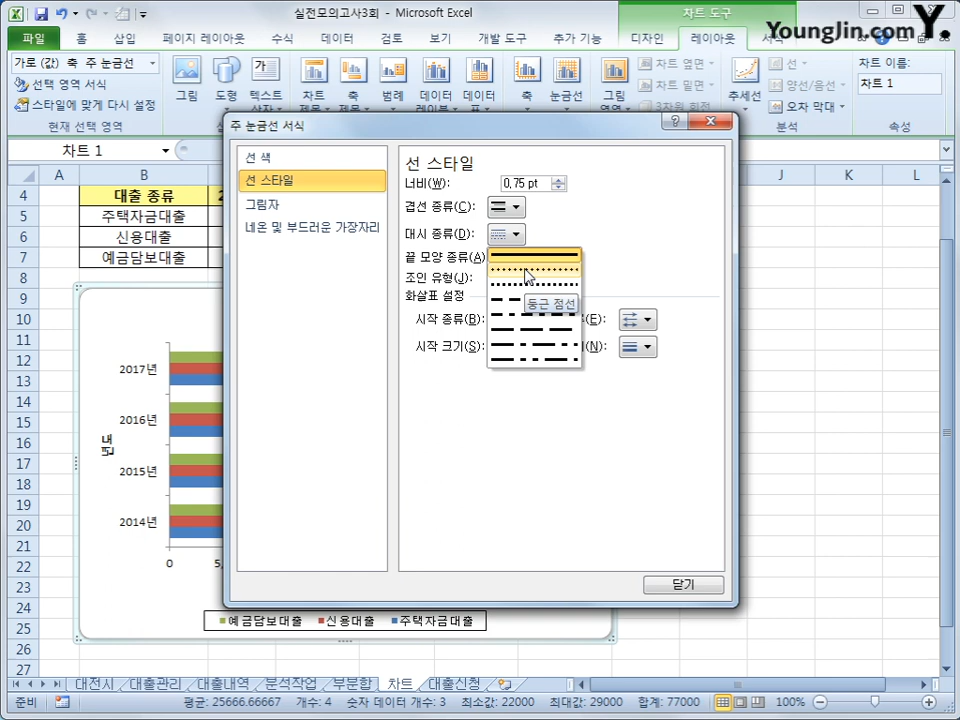 실전모의고사3회 - Microsoft Excel
차트 도구
Younglin.com Y.
파일 홈 삽입 페이지 레이아웃 수식 데이터 검토 보기 개발 도구 추가 기능 디자인 레이아웃
가로 (값) 축 주 눈금선
선택 영역 서식
스타일에 맞게 다시 설정
현재 선택 영역
그림 도형 텍스트
차트 축 범례 데이터 데이터
축 눈금선
그림
차트 옆면
차트 밑면
3차원 회전
추세선
선
양선/음선
오차 막대
분석
차트 이름:
차트 1
속성
차트 1
A B J K L
4 대출 종류 2
5 주택자금대출
6 신용대출
7 예금담보대출
8
9
10
11
12
13
14
15
16
17
18
19
20
21
22
23
24
25
26
27
2017년
2016년
2015년
2014년
년도
0 5
예금담보대출 신용대출 주택자금대출
주 눈금선 서식
선 색
선 스타일
그림자
네온 및 부드러운 가장자리
선 스타일
너비(W): 0,75 pt
겹선 종류(C):
대시 종류(D):
끝 모양 종류(A)
조인 유형(J):
화살표 설정
둥근 점선
시작 종류(B): (E):
시작 크기(S): (N):
닫기
대전시 대출관리 대출내역 분석작업 부분합 차트 대출신청
준비 평균: 25666.66667 개수: 4 숫자 데이터 개수: 3 최소값: 22000 최대값: 29000 합계: 77000 100%